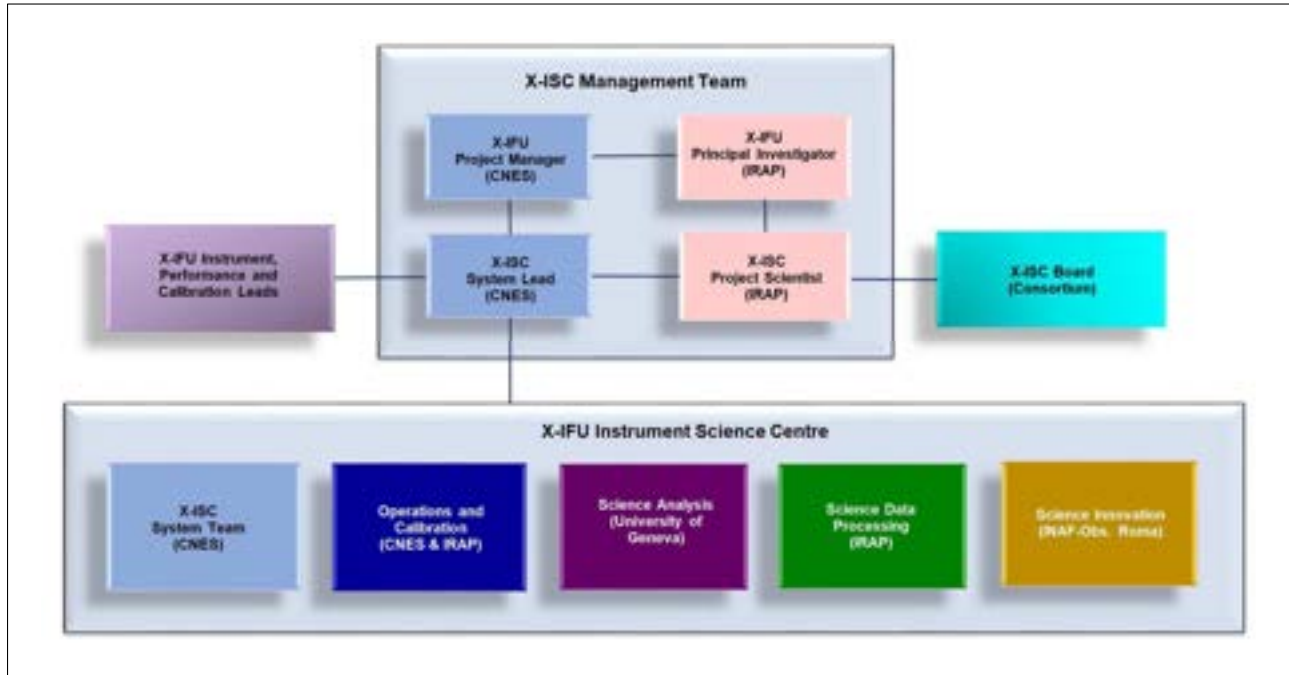 X-ISC Management Team
X-IFU
Project Manager
(CNES)
X-IFU
Principal Investigator
(IRAP)
X-IFU Instrument,
Performance and
Calibration Leads
X-ISC
System Lead
(CNES)
X-ISC
Project Scientist
(IRAP)
X-ISC Board
(Consortium)
X-IFU Instrument Science Centre
X-ISC
System Team
(CNES)
Operations and
Calibration
(CNES & IRAP)
Science Analysis
(University of
Geneva)
Science Data
Processing
(IRAP)
Science Innovation
(INAF-Obs. Roma)